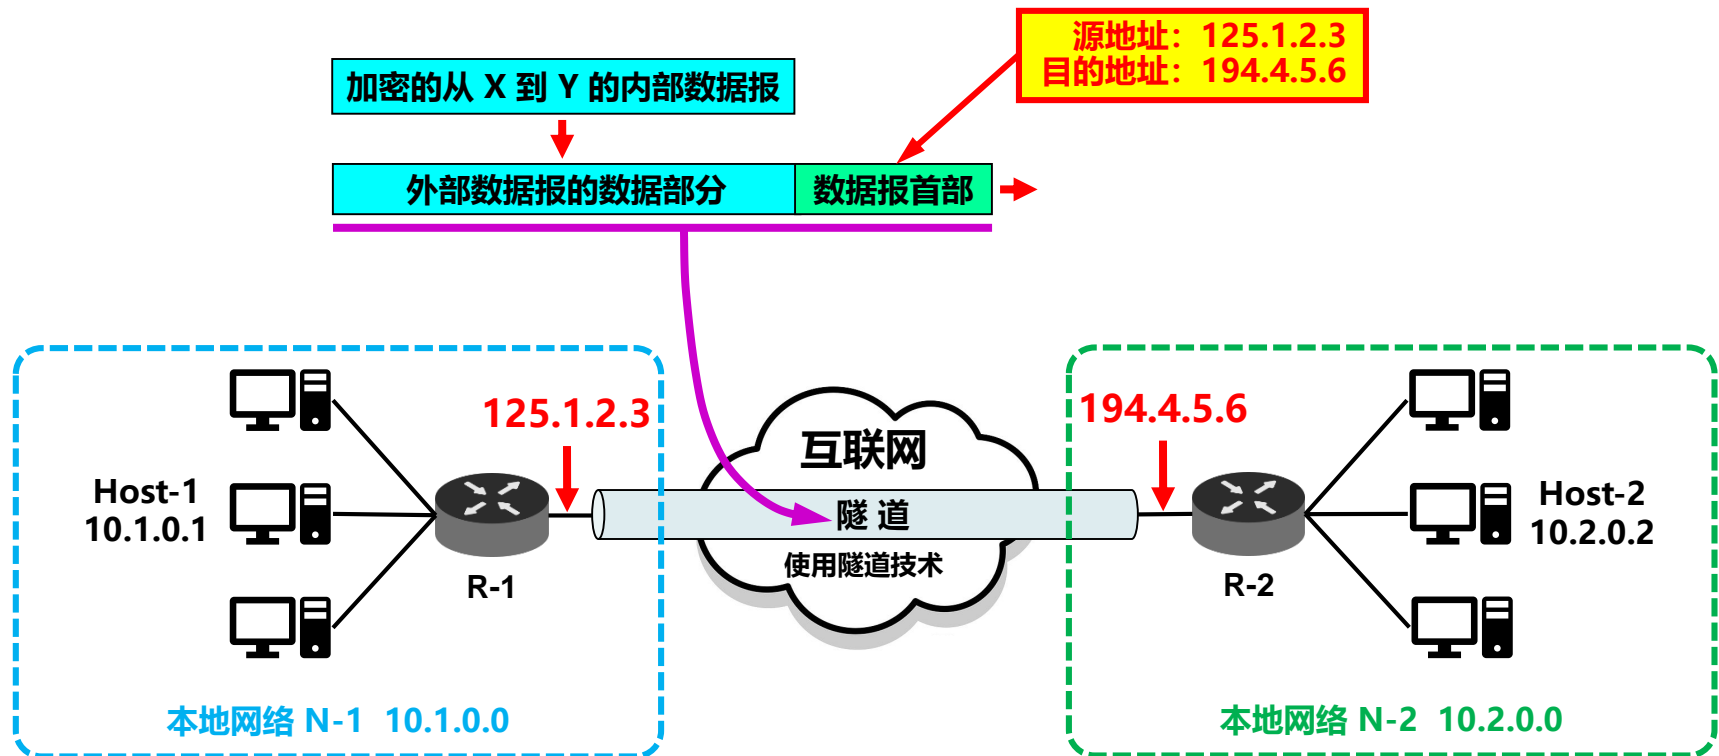 源地址：125.1.2.3
目的地址：194.4.5.6
加密的从 X 到 Y 的内部数据报
外部数据报的数据部分
数据报首部
125.1.2.3
194.4.5.6
互联网
Host-1
10.1.0.1
隧 道
Host-2
10.2.0.2
使用隧道技术
R-1
R-2
本地网络 N-1 10.1.0.0
本地网络 N-2 10.2.0.0